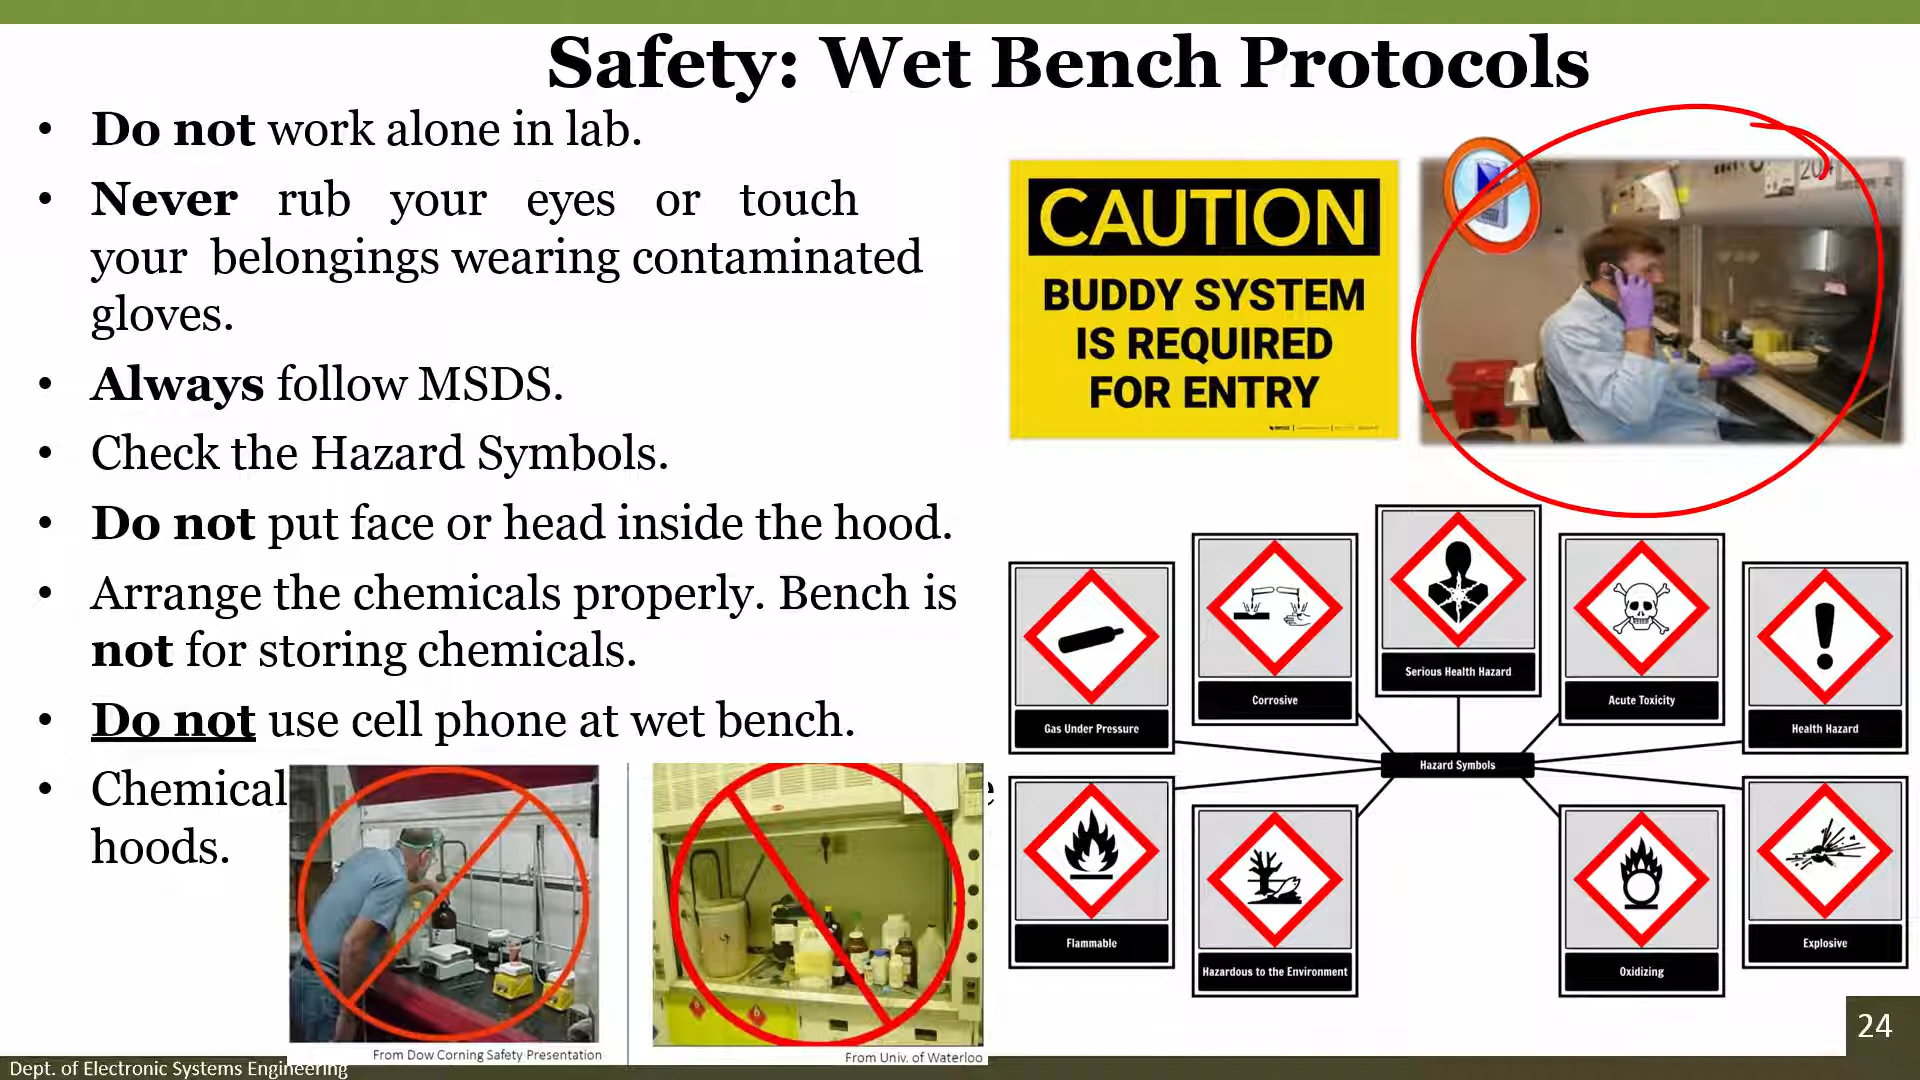 Safety: Wet Bench Protocols
• Do not work alone in lab.
• Never rub your eyes or touch
your belongings wearing contaminated
gloves.
• Always follow MSDS.
• Check the Hazard Symbols.
• Do not put face or head inside the hood.
• Arrange the chemicals properly. Bench is
not for storing chemicals.
• Do not use cell phone at wet bench.
• Chemical
hoods.
CAUTION
BUDDY SYSTEM
IS REQUIRED
FOR ENTRY
Serious Health Hazard
Corrosive
Acute Toxicity
Gas Under Pressure
Health Hazard
Hazard Symbols
Flammable
Explosive
Hazardous to the Environment
Oxidizing
From Dow Corning Safety Presentation
From Univ. of Waterloo
24
Dept. of Electronic Systems Engineering